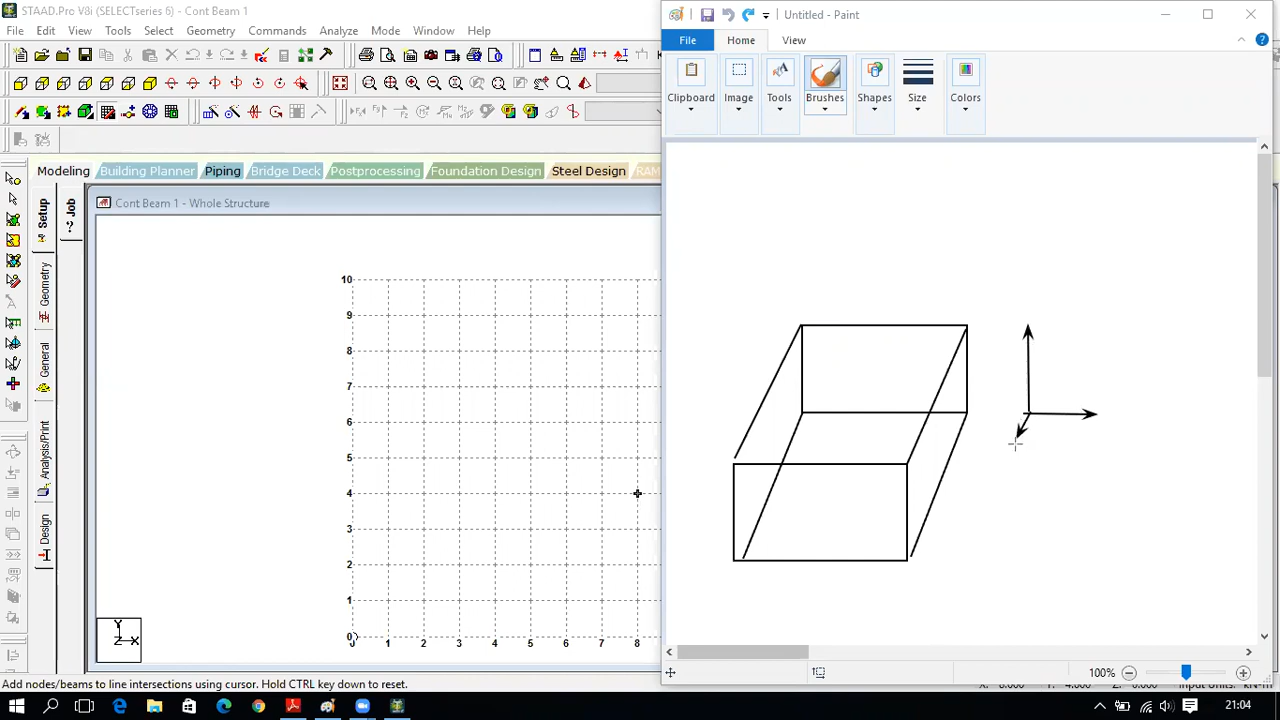 STAAD.Pro V8i (SELECTseries 6) - Cont Beam 1
File Edit View Tools Select Geometry Commands Analyze Mode Window Help
Modeling Building Planner Piping Bridge Deck Postprocessing Foundation Design Steel Design RAM
Setup
? Job
Geometry
General
Analysis/Print
Design
Cont Beam 1 - Whole Structure
10
9
8
7
6
5
4
3
2
1
0
0 1 2 3 4 5 6 7 8
Y
Z X
Add nodes/beams to line intersections using cursor. Hold CTRL key down to reset.
Untitled - Paint
File Home View
Clipboard Image Tools Brushes Shapes Size Colors
100%
21:04